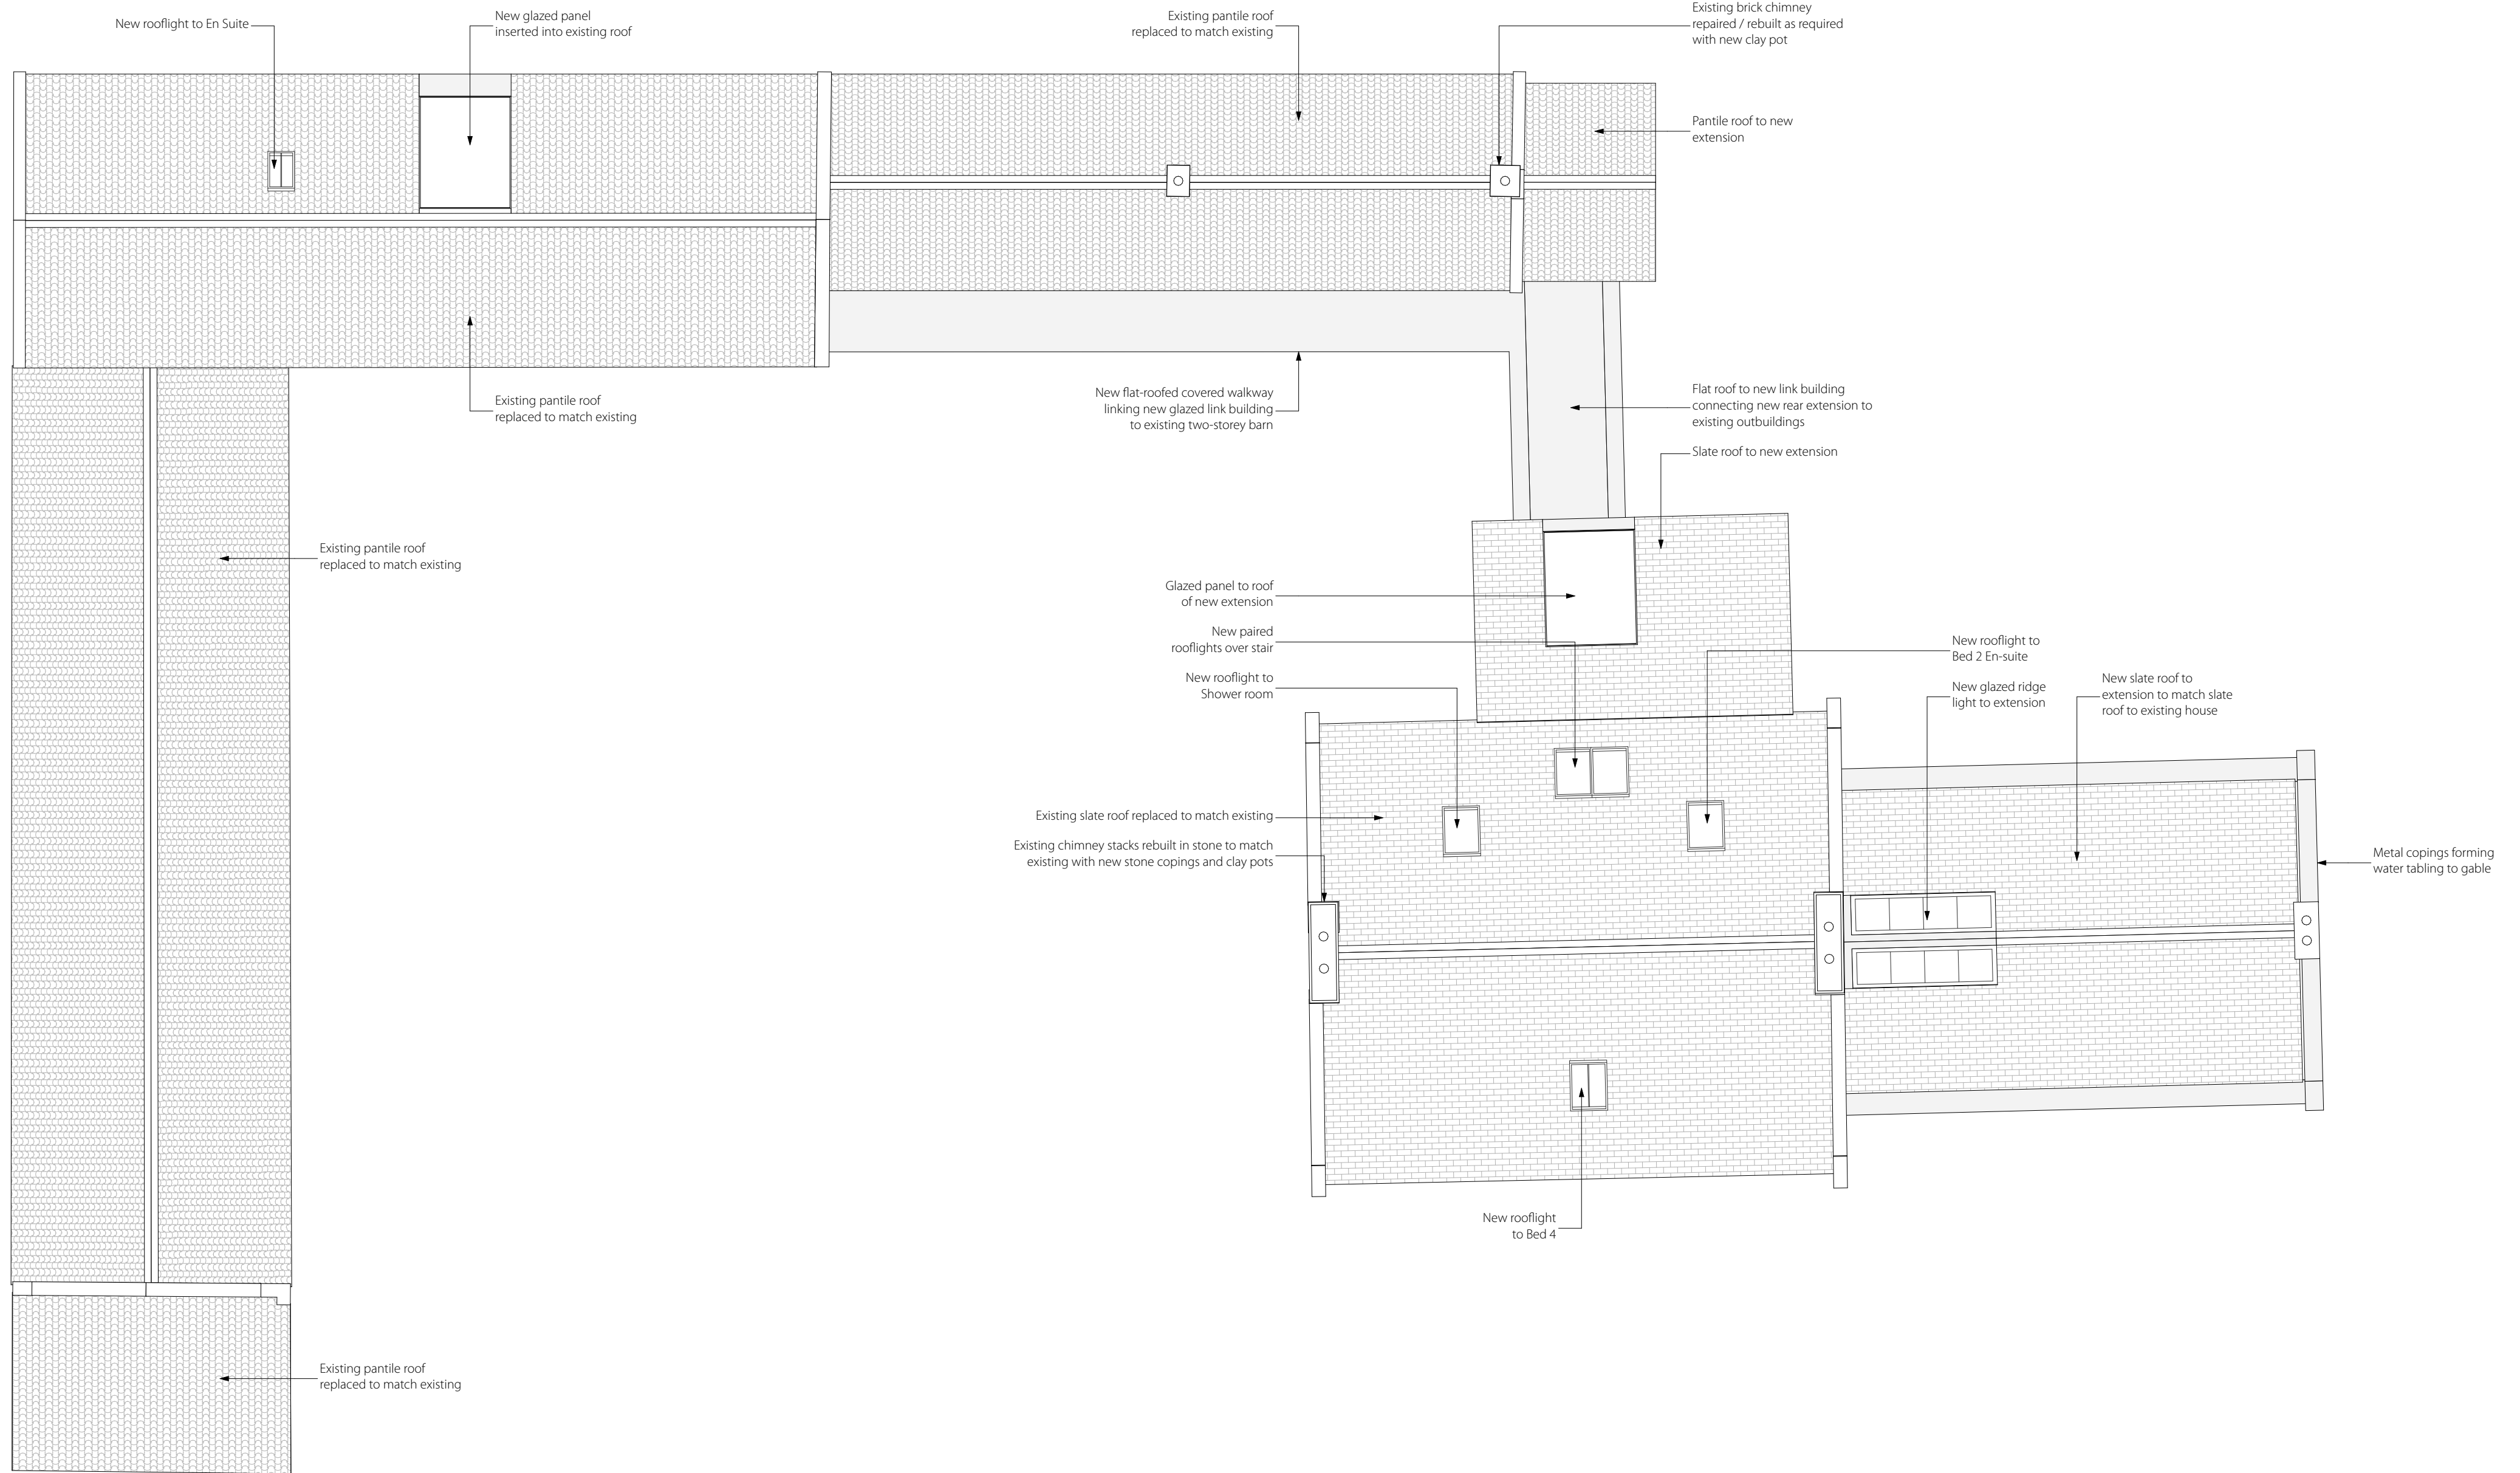 New rooflight to En Suite
New glazed panel
inserted into existing roof
Existing pantile roof
replaced to match existing
Existing brick chimney
repaired / rebuilt as required
with new clay pot
Pantile roof to new
extension
Existing pantile roof
replaced to match existing
New flat-roofed covered walkway
linking new glazed link building
to existing two-storey barn
Flat roof to new link building
connecting new rear extension to
existing outbuildings
Slate roof to new extension
Existing pantile roof
replaced to match existing
Glazed panel to roof
of new extension
New paired
rooflights over stair
New rooflight to
Shower room
New rooflight to
Bed 2 En-suite
New glazed ridge
light to extension
New slate roof to
extension to match slate
roof to existing house
Existing slate roof replaced to match existing
Existing chimney stacks rebuilt in stone to match
existing with new stone copings and clay pots
Metal copings forming
water tabling to gable
New rooflight
to Bed 4
Existing pantile roof
replaced to match existing